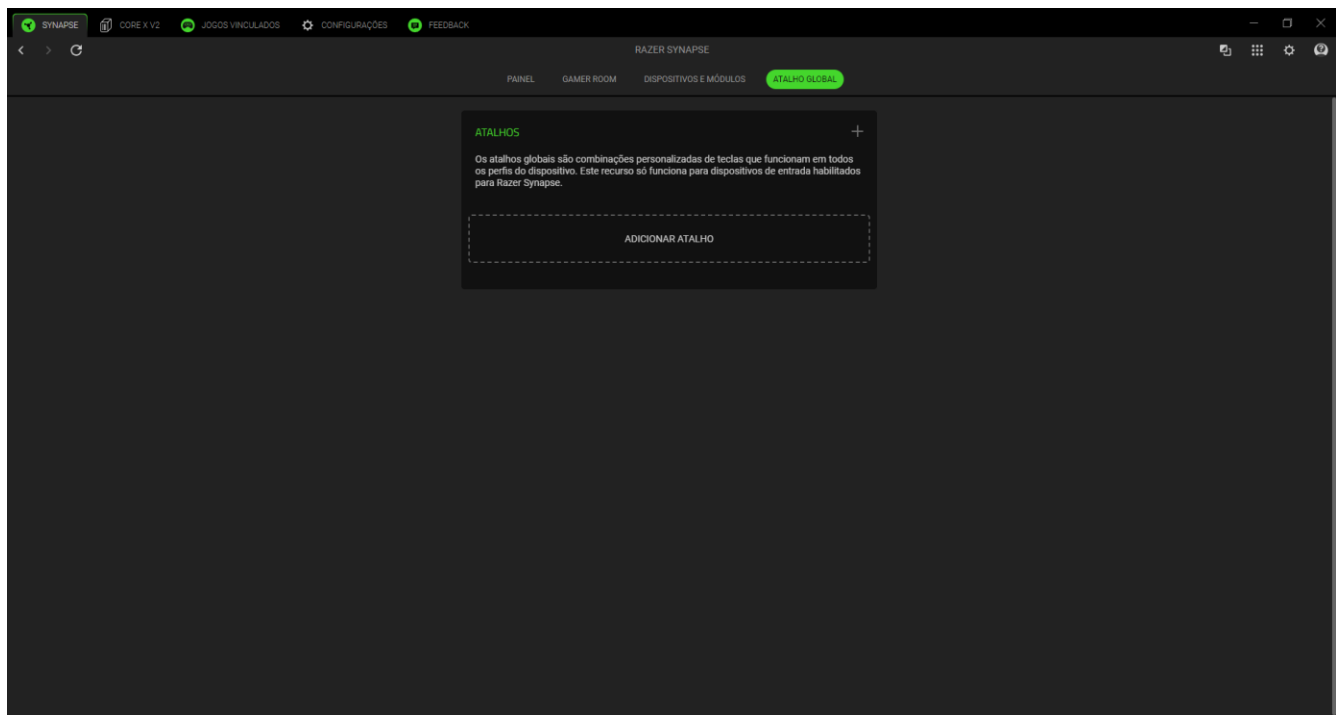 SYNAPSE CORE X V2 JOGOS VINCULADOS CONFIGURAÇÕES FEEDBACK
RAZER SYNAPSE
PAINEL GAMER ROOM DISPOSITIVOS E MÓDULOS ATALHO GLOBAL
ATALHOS
Os atalhos globais são combinações personalizadas de teclas que funcionam em todos
os perfis do dispositivo. Este recurso só funciona para dispositivos de entrada habilitados
para Razer Synapse.
ADICIONAR ATALHO